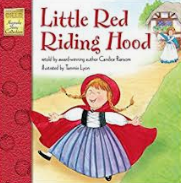 Little Red
Riding Hood
retold by award-winning author Candice Ransom
illustrated by Tammie Lyon